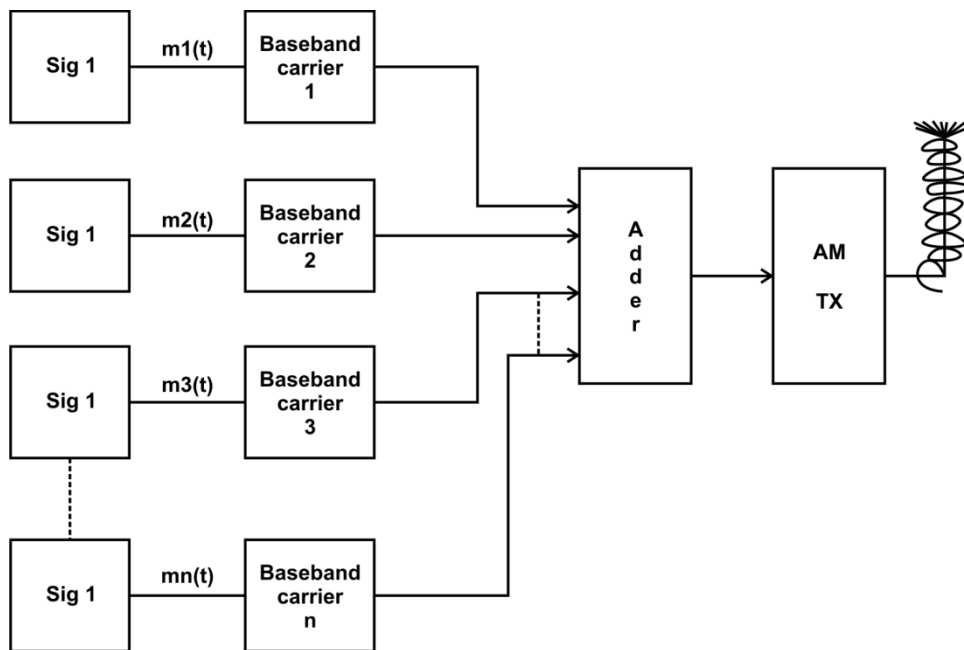 Sig 1
m1(t)
Baseband
carrier
1
Sig 1
m2(t)
Baseband
carrier
2
Sig 1
m3(t)
Baseband
carrier
3
Sig 1
mn(t)
Baseband
carrier
n
A
d
d
e
r
AM
TX